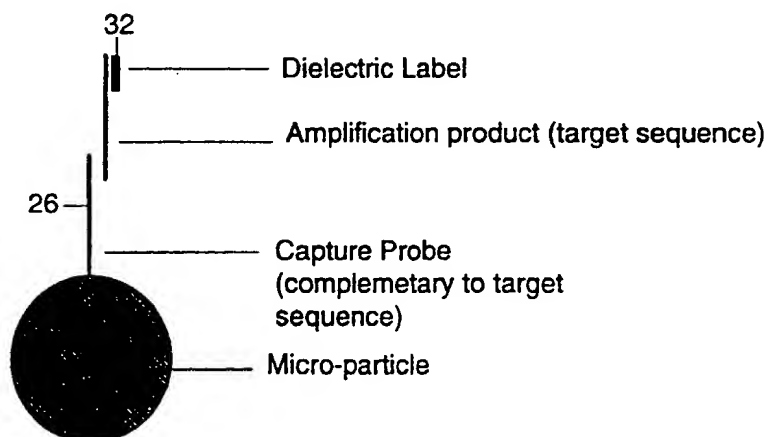 32
Dielectric Label
Amplification product (target sequence)
26
Capture Probe
(complemetary to target
sequence)
Micro-particle